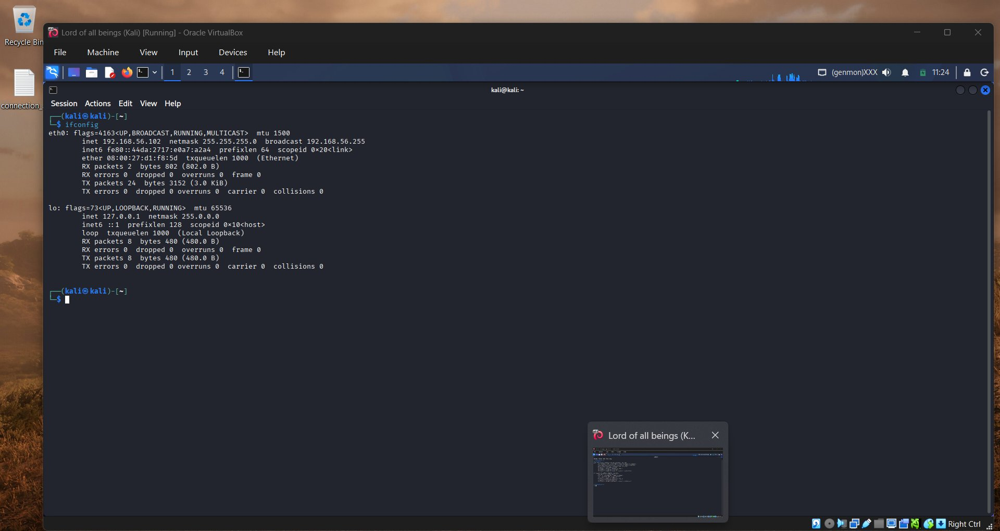 Recycle Bin
connection_
Lord of all beings (Kali) [Running] - Oracle VirtualBox
File Machine View Input Devices Help
1 2 3 4 (genmon)XXX 11:24
kali@kali: ~
Session Actions Edit View Help
┌──(kali㉿kali)-[~]
└─$ ifconfig
eth0: flags=4163<UP,BROADCAST,RUNNING,MULTICAST>  mtu 1500
        inet 192.168.56.102  netmask 255.255.255.0  broadcast 192.168.56.255
        inet6 fe80::44da:2717:e0a7:a2a4  prefixlen 64  scopeid 0×20<link>
        ether 08:00:27:d1:f8:5d  txqueuelen 1000  (Ethernet)
        RX packets 2  bytes 802 (802.0 B)
        RX errors 0  dropped 0  overruns 0  frame 0
        TX packets 24  bytes 3152 (3.0 KiB)
        TX errors 0  dropped 0 overruns 0  carrier 0  collisions 0
lo: flags=73<UP,LOOPBACK,RUNNING>  mtu 65536
        inet 127.0.0.1  netmask 255.0.0.0
        inet6 ::1  prefixlen 128  scopeid 0×10<host>
        loop  txqueuelen 1000  (Local Loopback)
        RX packets 8  bytes 480 (480.0 B)
        RX errors 0  dropped 0  overruns 0  frame 0
        TX packets 8  bytes 480 (480.0 B)
        TX errors 0  dropped 0 overruns 0  carrier 0  collisions 0
┌──(kali㉿kali)-[~]
└─$
Lord of all beings (K...
Right Ctrl